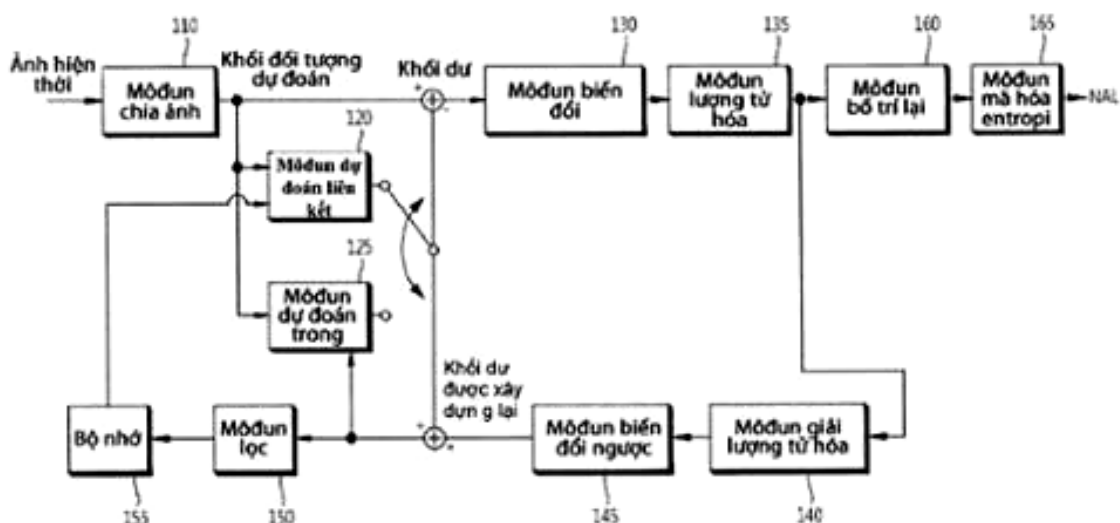 110
130
135
160
165
Ảnh hiện
thời
Môđun
chia ảnh
Khối đối tượng
dự đoán
Khối dư
+
-
Môđun biến
đổi
Môđun
lượng tử
hóa
Môđun
bố trí lại
Môđun
mã hóa
entropi
NAL
120
Môđun dự
đoán liên
kết
125
Môđun
dự đoán
trong
Khối dư
được xây
dựn g lại
+
+
Bộ nhớ
Môđun
lọc
Môđun biến
đổi ngược
Môđun giải
lượng tử hóa
155
150
145
140